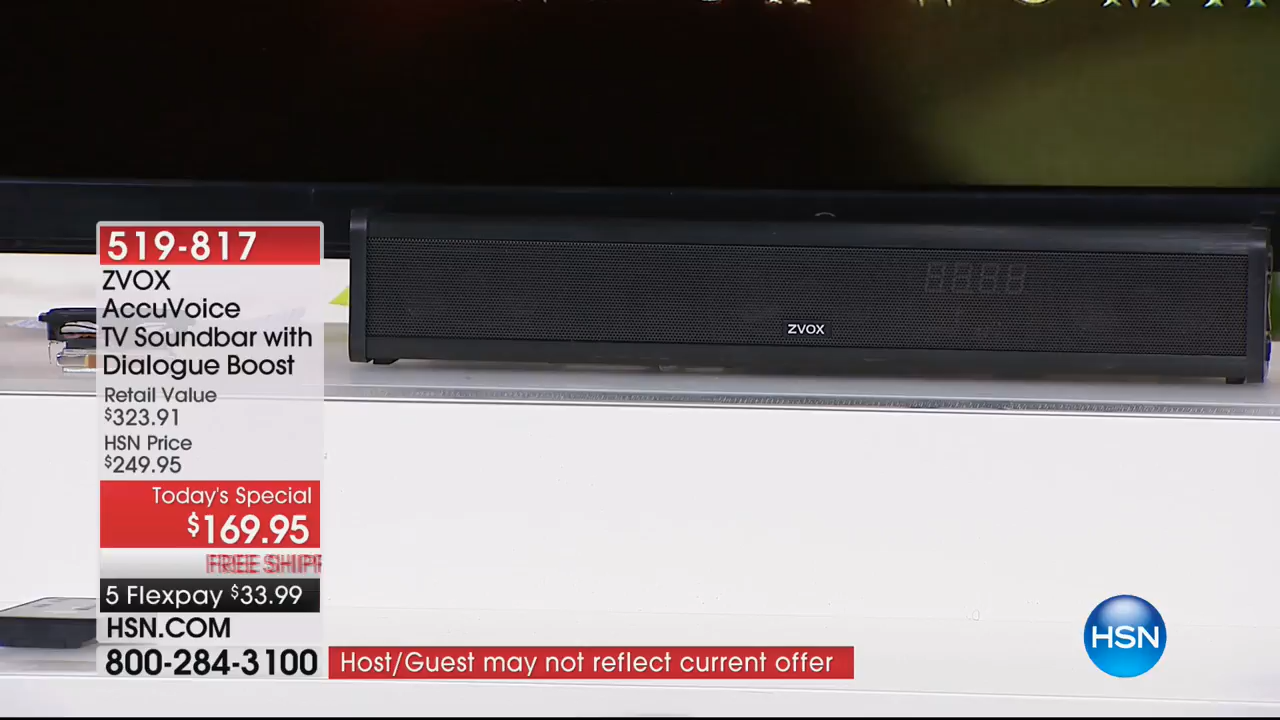 519-817
ZVOX
AccuVoice
TV Soundbar with
Dialogue Boost
Retail Value
$323.91
HSN Price
$249.95
Today's Special
$169.95
FREE SHIP
5 Flexpay $33.99
HSN.COM
800-284-3100
Host/Guest may not reflect current offer
ZVOX
HSN